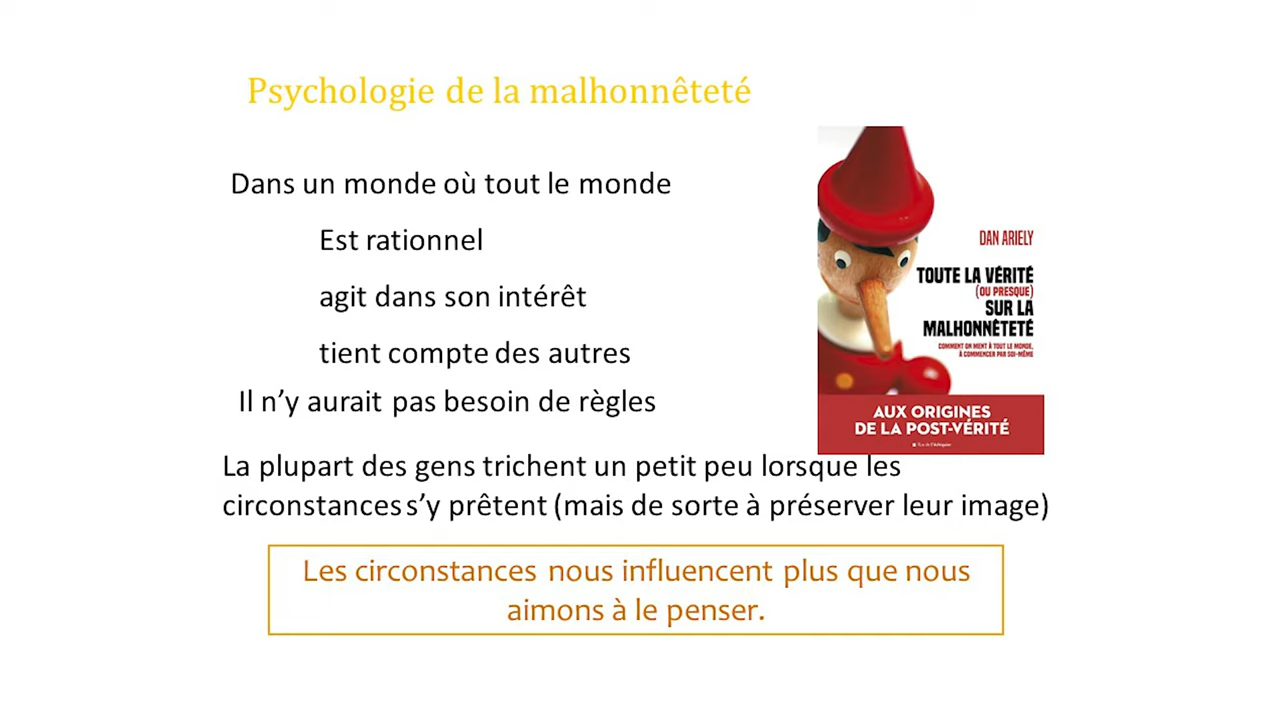 Psychologie de la malhonnêteté
Dans un monde où tout le monde
Est rationnel
agit dans son intérêt
tient compte des autres
Il n’y aurait pas besoin de règles
DAN ARIELY
TOUTE LA VÉRITÉ
(OU PRESQUE)
SUR LA
MALHONNÊTETÉ
COMMENT ON MENT À TOUT LE MONDE,
À COMMENCER PAR SOI-MÊME
AUX ORIGINES
DE LA POST-VÉRITÉ
La plupart des gens trichent un petit peu lorsque les
circonstances s’y prêtent (mais de sorte à préserver leur image)
Les circonstances nous influencent plus que nous
aimons à le penser.